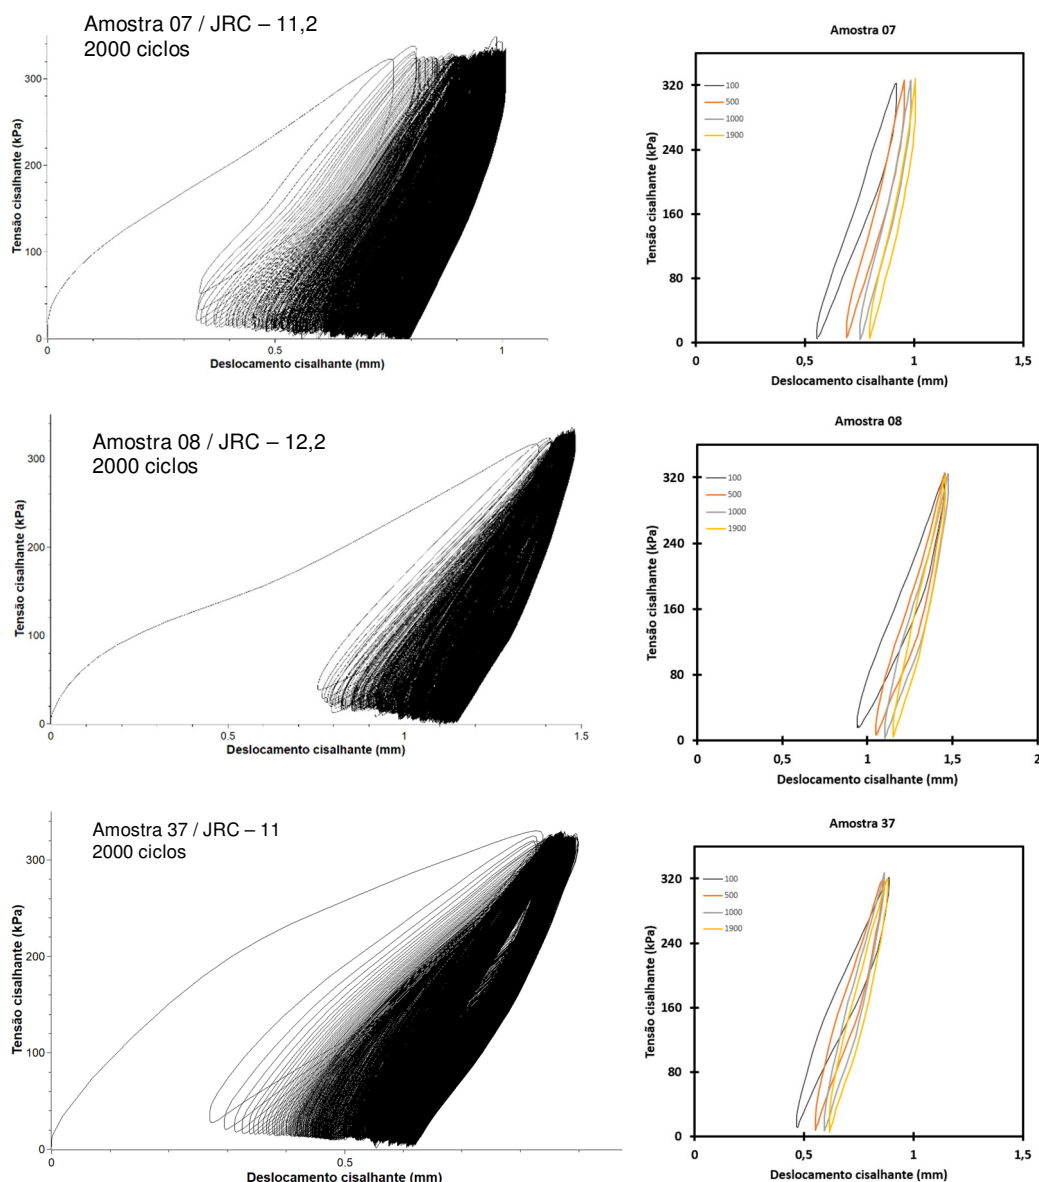 Amostra 07 / JRC – 11,2
2000 ciclos
Tensão cisalhante (kPa)
300
200
100
0
0
0.5
1
Deslocamento cisalhante (mm)
Amostra 07
100
500
1000
1900
Tensão cisalhante (kPa)
320
240
160
80
0
0
0,5
1
1,5
Deslocamento cisalhante (mm)
Amostra 08 / JRC – 12,2
2000 ciclos
Tensão cisalhante (kPa)
300
200
100
0
0
0.5
1
1.5
Deslocamento cisalhante (mm)
Amostra 08
100
500
1000
1900
Tensão cisalhante (kPa)
320
240
160
80
0
0
0,5
1
1,5
2
Deslocamento cisalhante (mm)
Amostra 37 / JRC – 11
2000 ciclos
Tensão cisalhante (kPa)
300
200
100
0
0
0.5
Deslocamento cisalhante (mm)
Amostra 37
100
500
1000
1900
Tensão cisalhante (kPa)
320
240
160
80
0
0
0,5
1
1,5
Deslocamento cisalhante (mm)